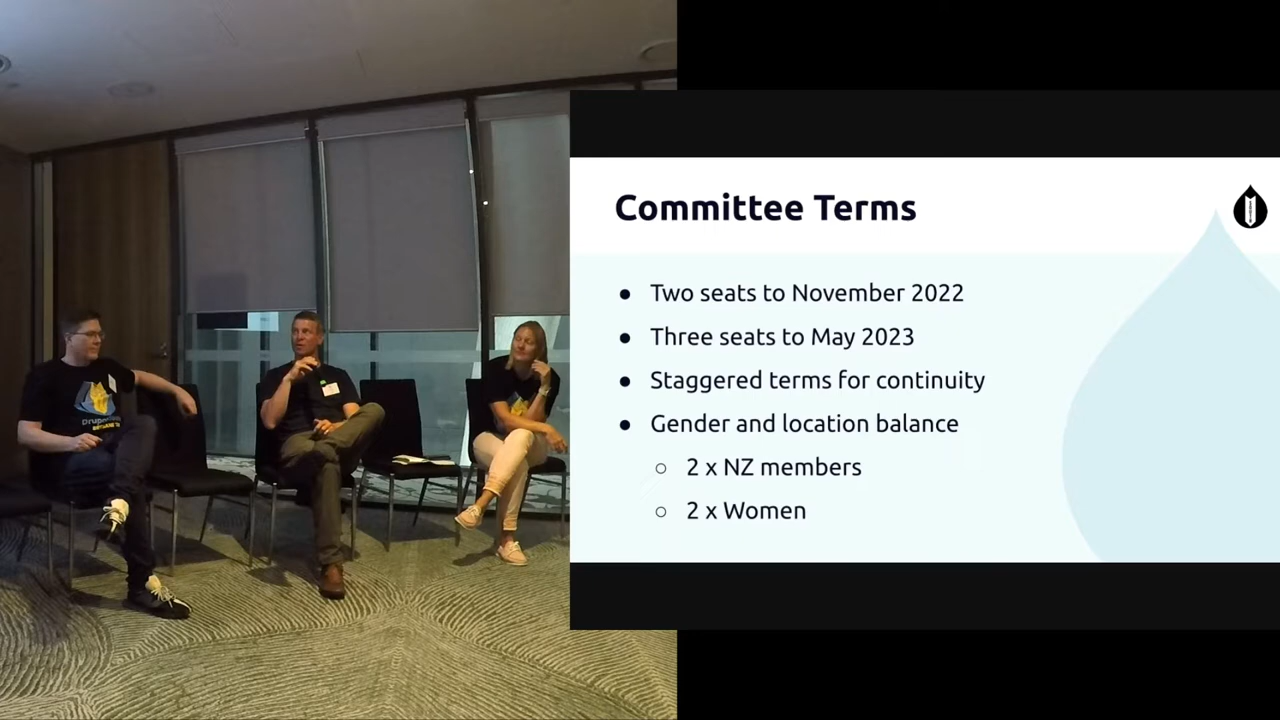 Committee Terms
● Two seats to November 2022
● Three seats to May 2023
● Staggered terms for continuity
● Gender and location balance
○ 2 x NZ members
○ 2 x Women